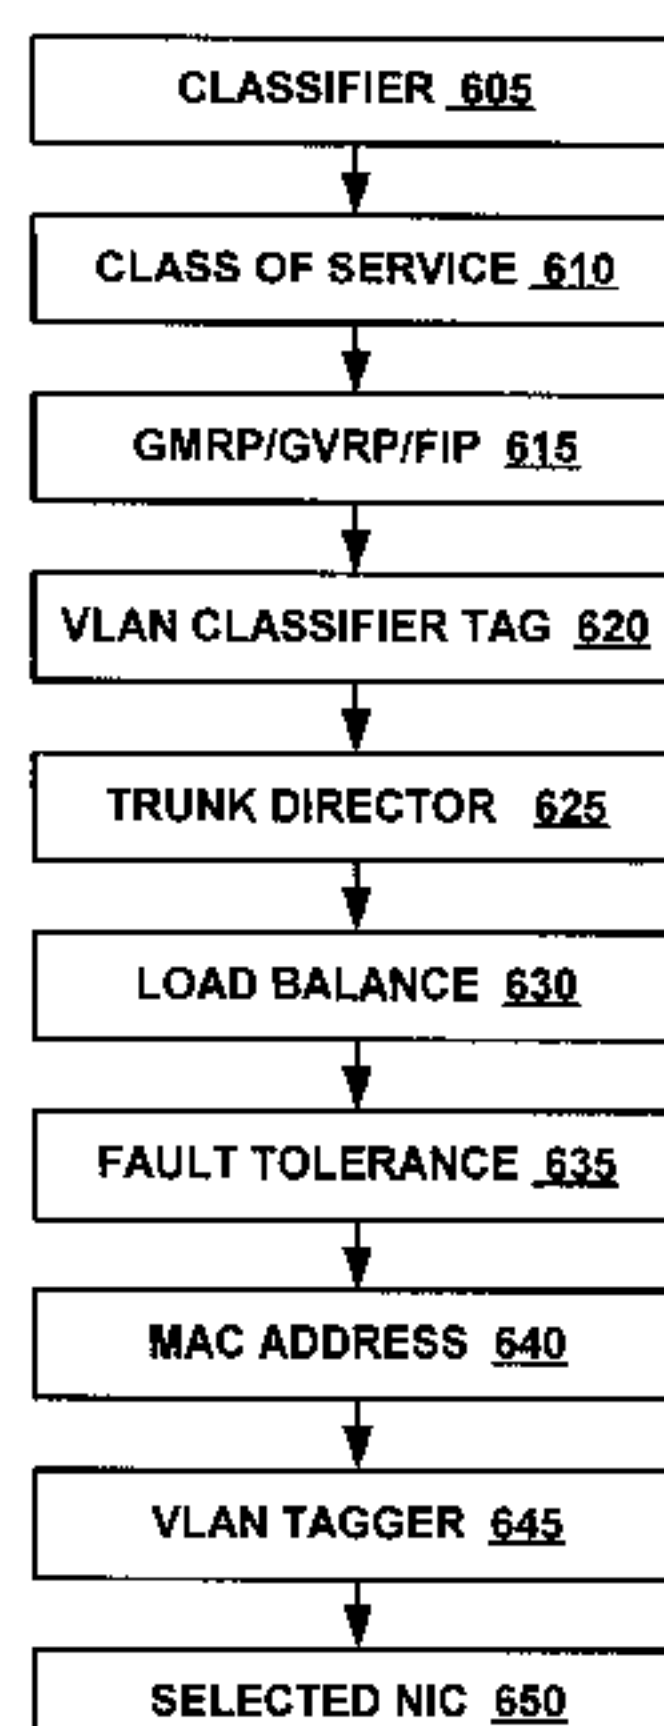 CLASSIFIER 605
CLASS OF SERVICE 610
GMRP/GVRP/FIP 615
VLAN CLASSIFIER TAG 620
TRUNK DIRECTOR 625
LOAD BALANCE 630
FAULT TOLERANCE 635
MAC ADDRESS 640
VLAN TAGGER 645
SELECTED NIC 650